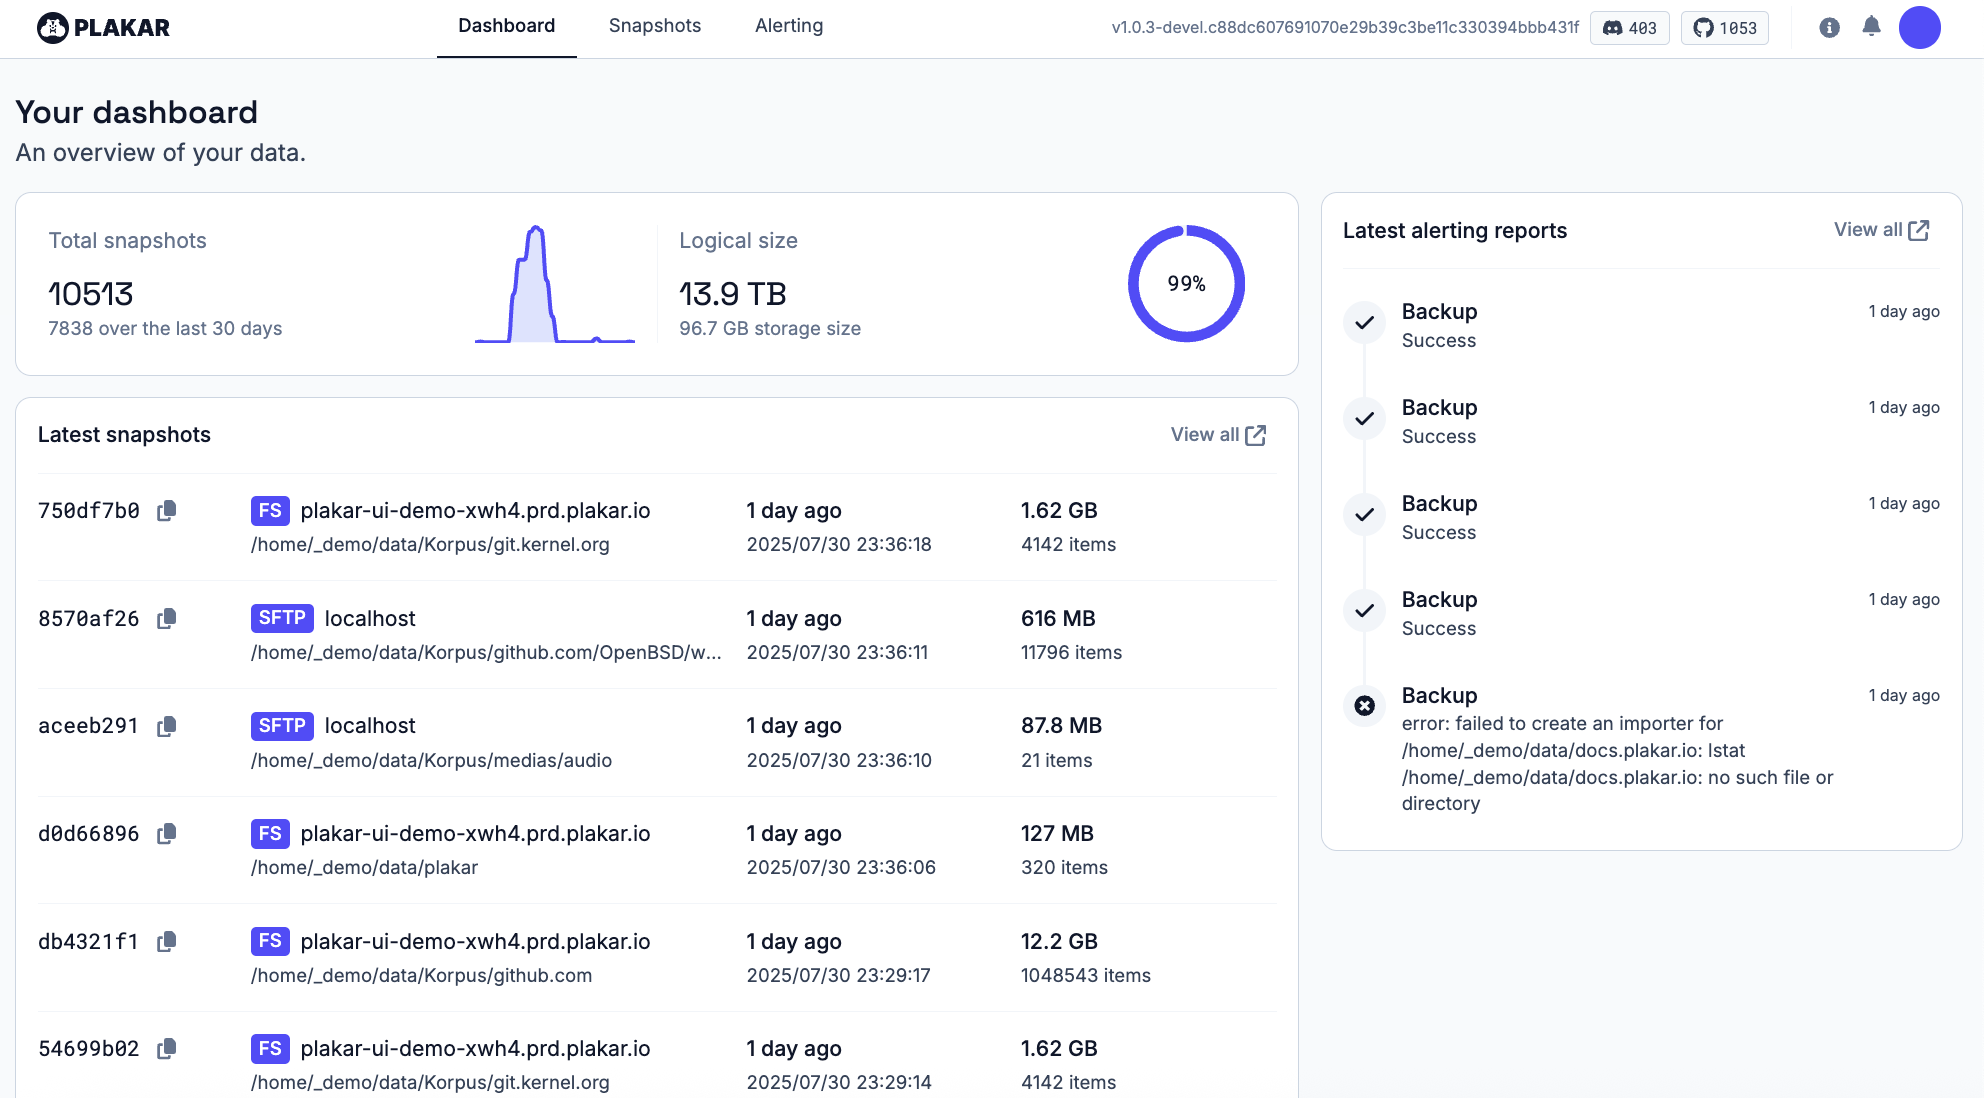 PLAKAR
Dashboard
Snapshots
Alerting
v1.0.3-devel.c88dc607691070e29b39c3be11c330394bbb431f
403
1053
Your dashboard
An overview of your data.
Total snapshots
10513
7838 over the last 30 days
Logical size
13.9 TB
96.7 GB storage size
99%
Latest snapshots
View all
750df7b0
FS plakar-ui-demo-xwh4.prd.plakar.io
/home/_demo/data/Korpus/git.kernel.org
1 day ago
2025/07/30 23:36:18
1.62 GB
4142 items
8570af26
SFTP localhost
/home/_demo/data/Korpus/github.com/OpenBSD/w...
1 day ago
2025/07/30 23:36:11
616 MB
11796 items
aceeb291
SFTP localhost
/home/_demo/data/Korpus/medias/audio
1 day ago
2025/07/30 23:36:10
87.8 MB
21 items
d0d66896
FS plakar-ui-demo-xwh4.prd.plakar.io
/home/_demo/data/plakar
1 day ago
2025/07/30 23:36:06
127 MB
320 items
db4321f1
FS plakar-ui-demo-xwh4.prd.plakar.io
/home/_demo/data/Korpus/github.com
1 day ago
2025/07/30 23:29:17
12.2 GB
1048543 items
54699b02
FS plakar-ui-demo-xwh4.prd.plakar.io
/home/_demo/data/Korpus/git.kernel.org
1 day ago
2025/07/30 23:29:14
1.62 GB
4142 items
Latest alerting reports
View all
Backup
Success
1 day ago
Backup
Success
1 day ago
Backup
Success
1 day ago
Backup
Success
1 day ago
Backup
1 day ago
error: failed to create an importer for
/home/_demo/data/docs.plakar.io: lstat
/home/_demo/data/docs.plakar.io: no such file or
directory